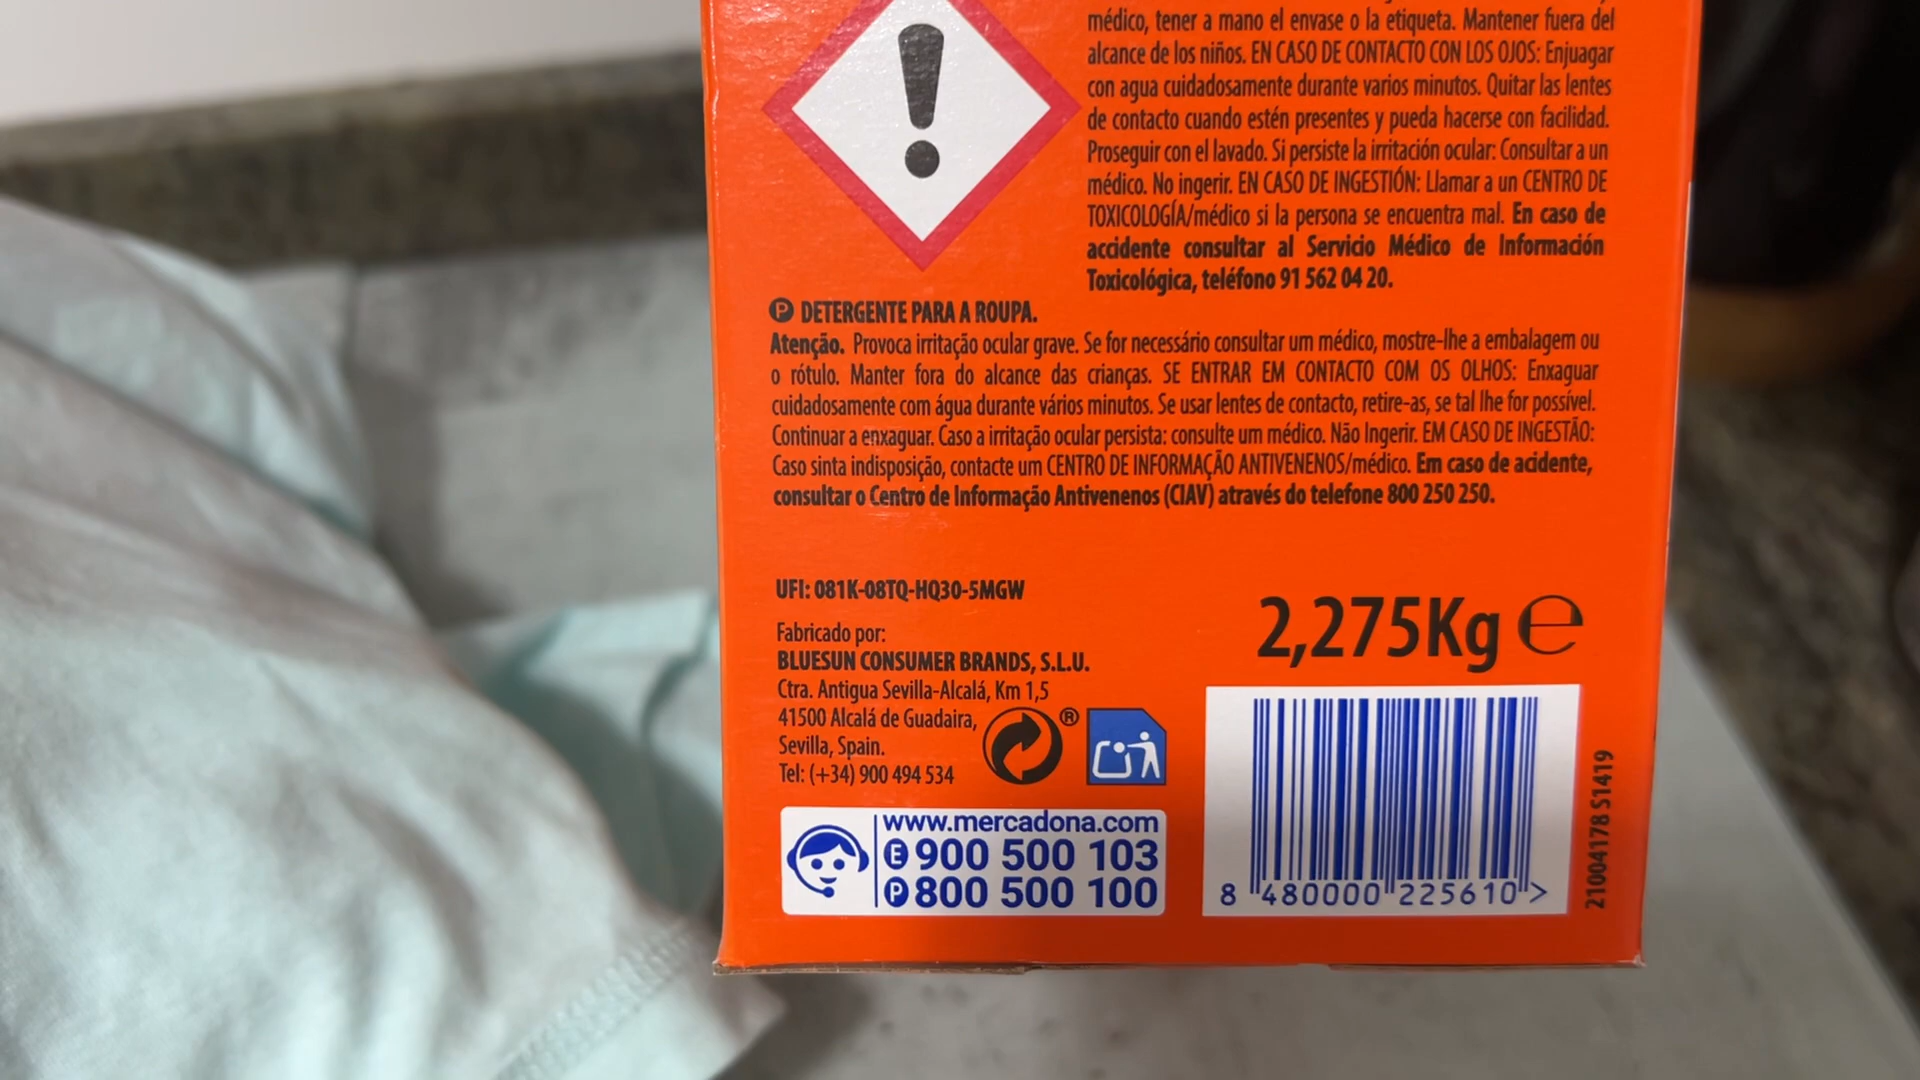 médico, tener a mano el envase o la etiqueta. Mantener fuera del
alcance de los niños. EN CASO DE CONTACTO CON LOS OJOS: Enjuagar
con agua cuidadosamente durante varios minutos. Quitar las lentes
de contacto cuando estén presentes y pueda hacerse con facilidad.
Proseguir con el lavado. Si persiste la irritación ocular: Consultar a un
médico. No ingerir. EN CASO DE INGESTIÓN: Llamar a un CENTRO DE
TOXICOLOGÍA/médico si la persona se encuentra mal. En caso de
accidente consultar al Servicio Médico de Información
Toxicológica, teléfono 91 562 04 20.
P DETERGENTE PARA A ROUPA.
Atenção. Provoca irritação ocular grave. Se for necessário consultar um médico, mostre-lhe a embalagem ou
o rótulo. Manter fora do alcance das crianças. SE ENTRAR EM CONTACTO COM OS OLHOS: Enxaguar
cuidadosamente com água durante vários minutos. Se usar lentes de contacto, retire-as, se tal lhe for possível.
Continuar a enxaguar. Caso a irritação ocular persista: consulte um médico. Não Ingerir. EM CASO DE INGESTÃO:
Caso sinta indisposição, contacte um CENTRO DE INFORMAÇÃO ANTIVENENOS/médico. Em caso de acidente,
consultar o Centro de Informação Antivenenos (CIAV) através do telefone 800 250 250.
UFI: 081K-08TQ-HQ30-5MGW
Fabricado por:
BLUESUN CONSUMER BRANDS, S.L.U.
Ctra. Antigua Sevilla-Alcalá, Km 1,5
41500 Alcalá de Guadaira,
Sevilla, Spain.
Tel: (+34) 900 494 534
®
2,275Kg ℮
www.mercadona.com
E 900 500 103
P 800 500 100
8 480000 225610 >
21004178 S1419